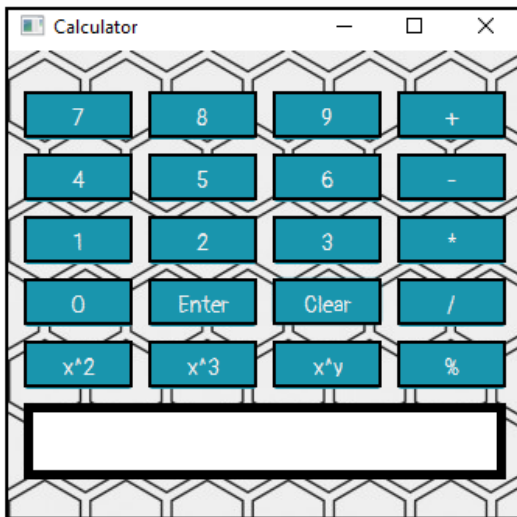 Calculator
7 8 9 +
4 5 6 -
1 2 3 *
0 Enter Clear /
x^2 x^3 x^y %